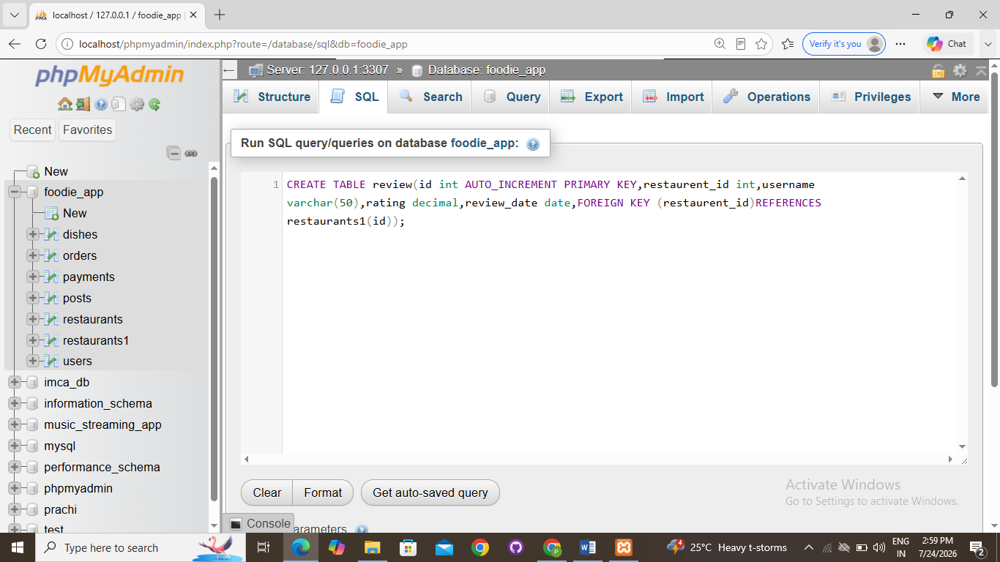 localhost / 127.0.0.1 / foodie_app
localhost/phpmyadmin/index.php?route=/database/sql&db=foodie_app
Verify it's you
Chat
phpMyAdmin
Recent
Favorites
New
foodie_app
New
dishes
orders
payments
posts
restaurants
restaurants1
users
imca_db
information_schema
music_streaming_app
mysql
performance_schema
phpmyadmin
prachi
test
Server: 127.0.0.1:3307 » Database: foodie_app
Structure
SQL
Search
Query
Export
Import
Operations
Privileges
More
Run SQL query/queries on database foodie_app:
1
CREATE TABLE review(id int AUTO_INCREMENT PRIMARY KEY,restaurent_id int,username
varchar(50),rating decimal,review_date date,FOREIGN KEY (restaurent_id)REFERENCES
restaurants1(id));
Clear
Format
Get auto-saved query
Activate Windows
Go to Settings to activate Windows.
Console
arameters
Type here to search
4
25°C Heavy t-storms
ENG
IN
2:59 PM
7/24/2026
2